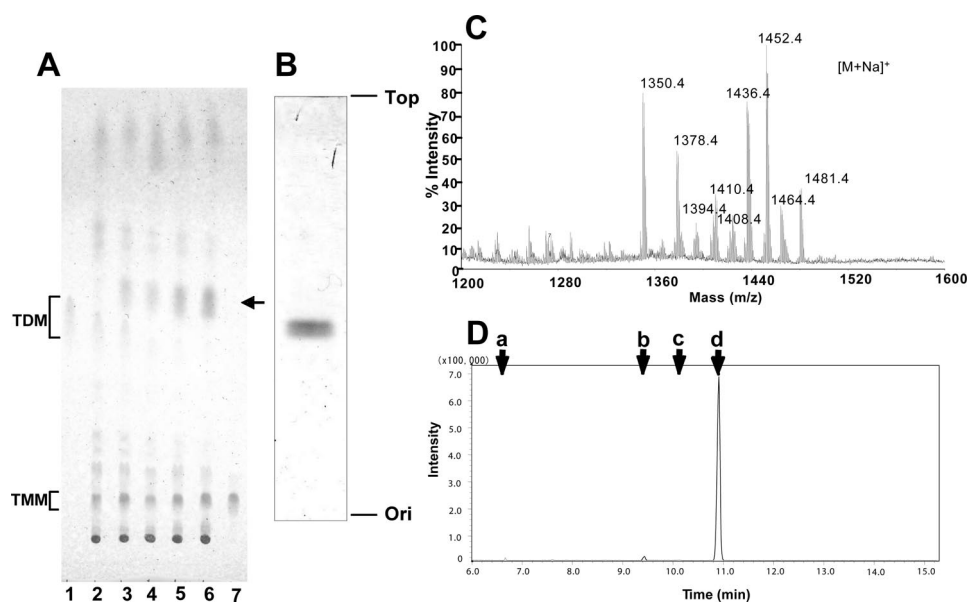 A
TDM
TMM
1 2 3 4 5 6 7
B
Top
Ori
C
1452.4
[M+Na]+
1350.4
1436.4
1378.4
1410.4
1481.4
1394.4
1408.4
1464.4
% Intensity
100
90
80
70
60
50
40
30
20
10
0
1200 1280 1360 1440 1520 1600
Mass (m/z)
D
a b c d
(x100,000)
7.0
6.0
5.0
4.0
3.0
2.0
1.0
0
Intensity
6.0 7.0 8.0 9.0 10.0 11.0 12.0 13.0 14.0 15.0
Time (min)